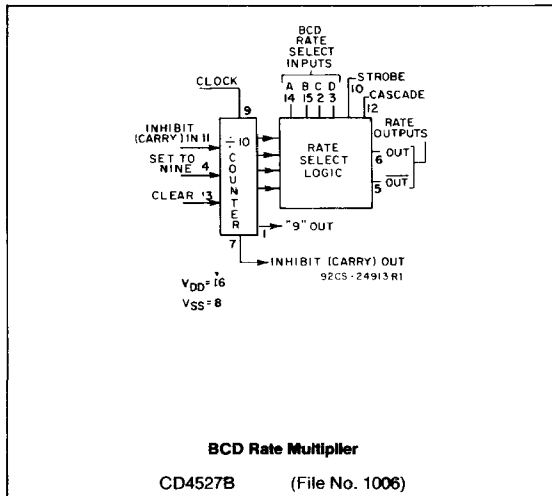 BCD
RATE
SELECT
INPUTS
A B C D
14 15 2 3
STROBE
10
CASCADE
12
RATE
OUTPUTS
CLOCK
9
INHIBIT
(CARRY) IN 11
SET TO
NINE 4
CLEAR 13
÷ 10
COUNTER
RATE
SELECT
LOGIC
6 OUT
5 OUT
1 "9" OUT
7
INHIBIT (CARRY) OUT
92CS-24913R1
VDD=16
VSS=8
BCD Rate Multiplier
CD4527B (File No. 1006)